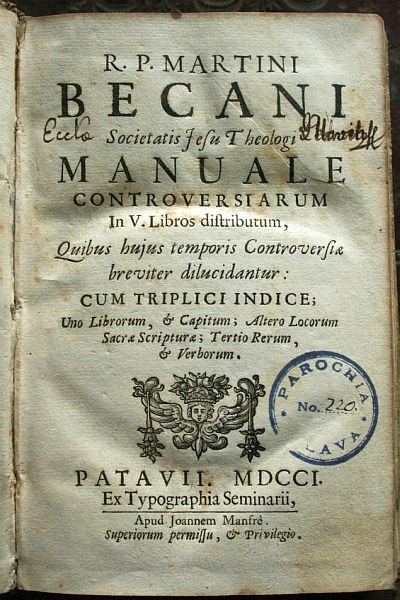 R. P. MARTINI
BECANI
Eccla
Societatis Jesu Theologi
MANUALE
CONTROVERSIARUM
In V. Libros distributum,
Quibus hujus temporis Controversiæ
breviter dilucidantur:
CUM TRIPLICI INDICE;
Uno Librorum, & Capitum; Altero Locorum
Sacræ Scripturæ; Tertio Rerum,
& Verborum.
PAROCHIA
No. 220.
PATAVII. MDCCI.
Ex Typographia Seminarii,
Apud Joannem Manfrè.
Superiorum permissu, & Privilegio.